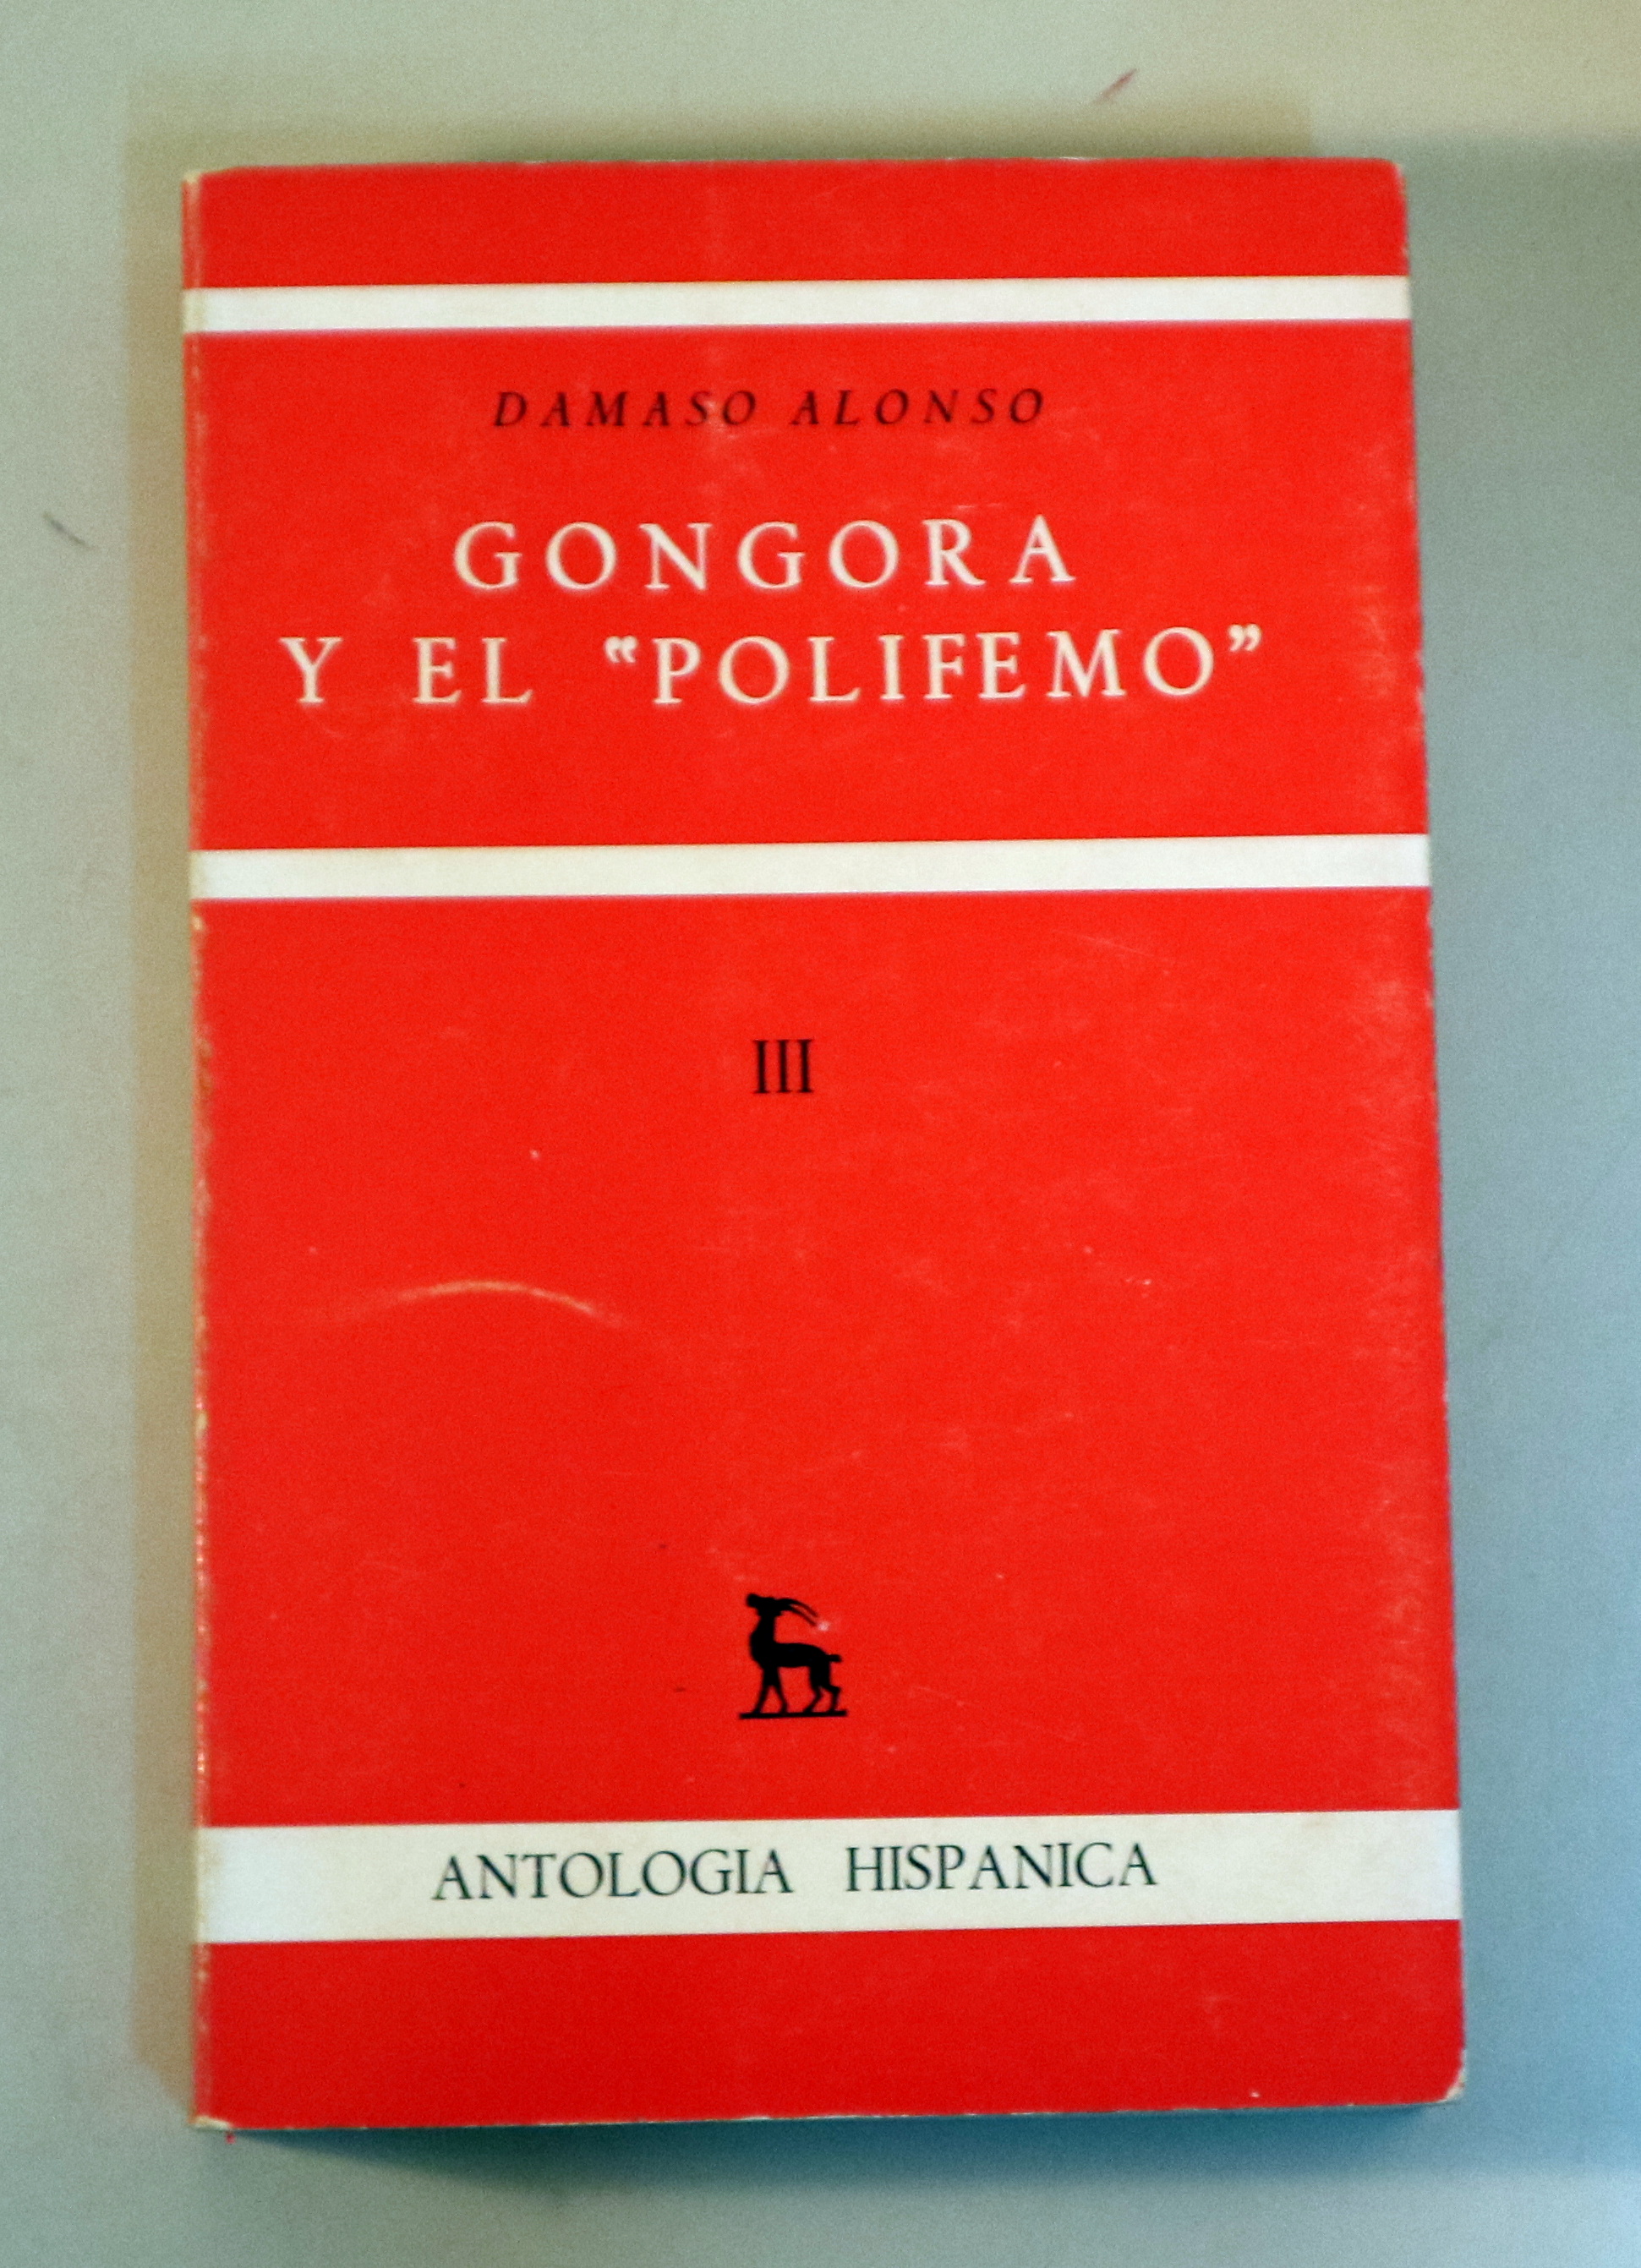 DAMASO ALONSO
GONGORA
Y EL “POLIFEMO”
III
ANTOLOGIA HISPANICA